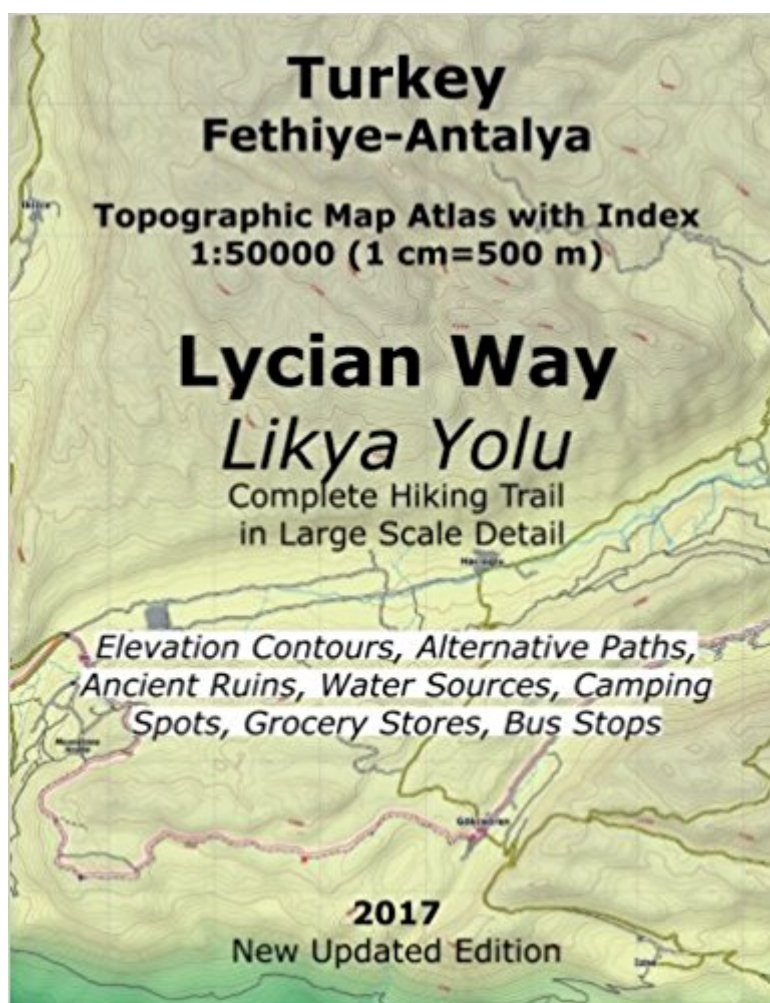 Turkey
Fethiye-Antalya
Topographic Map Atlas with Index
1:50000 (1 cm=500 m)
Lycian Way
Likya Yolu
Complete Hiking Trail
in Large Scale Detail
Elevation Contours, Alternative Paths,
Ancient Ruins, Water Sources, Camping
Spots, Grocery Stores, Bus Stops
Gökçeören
2017
New Updated Edition